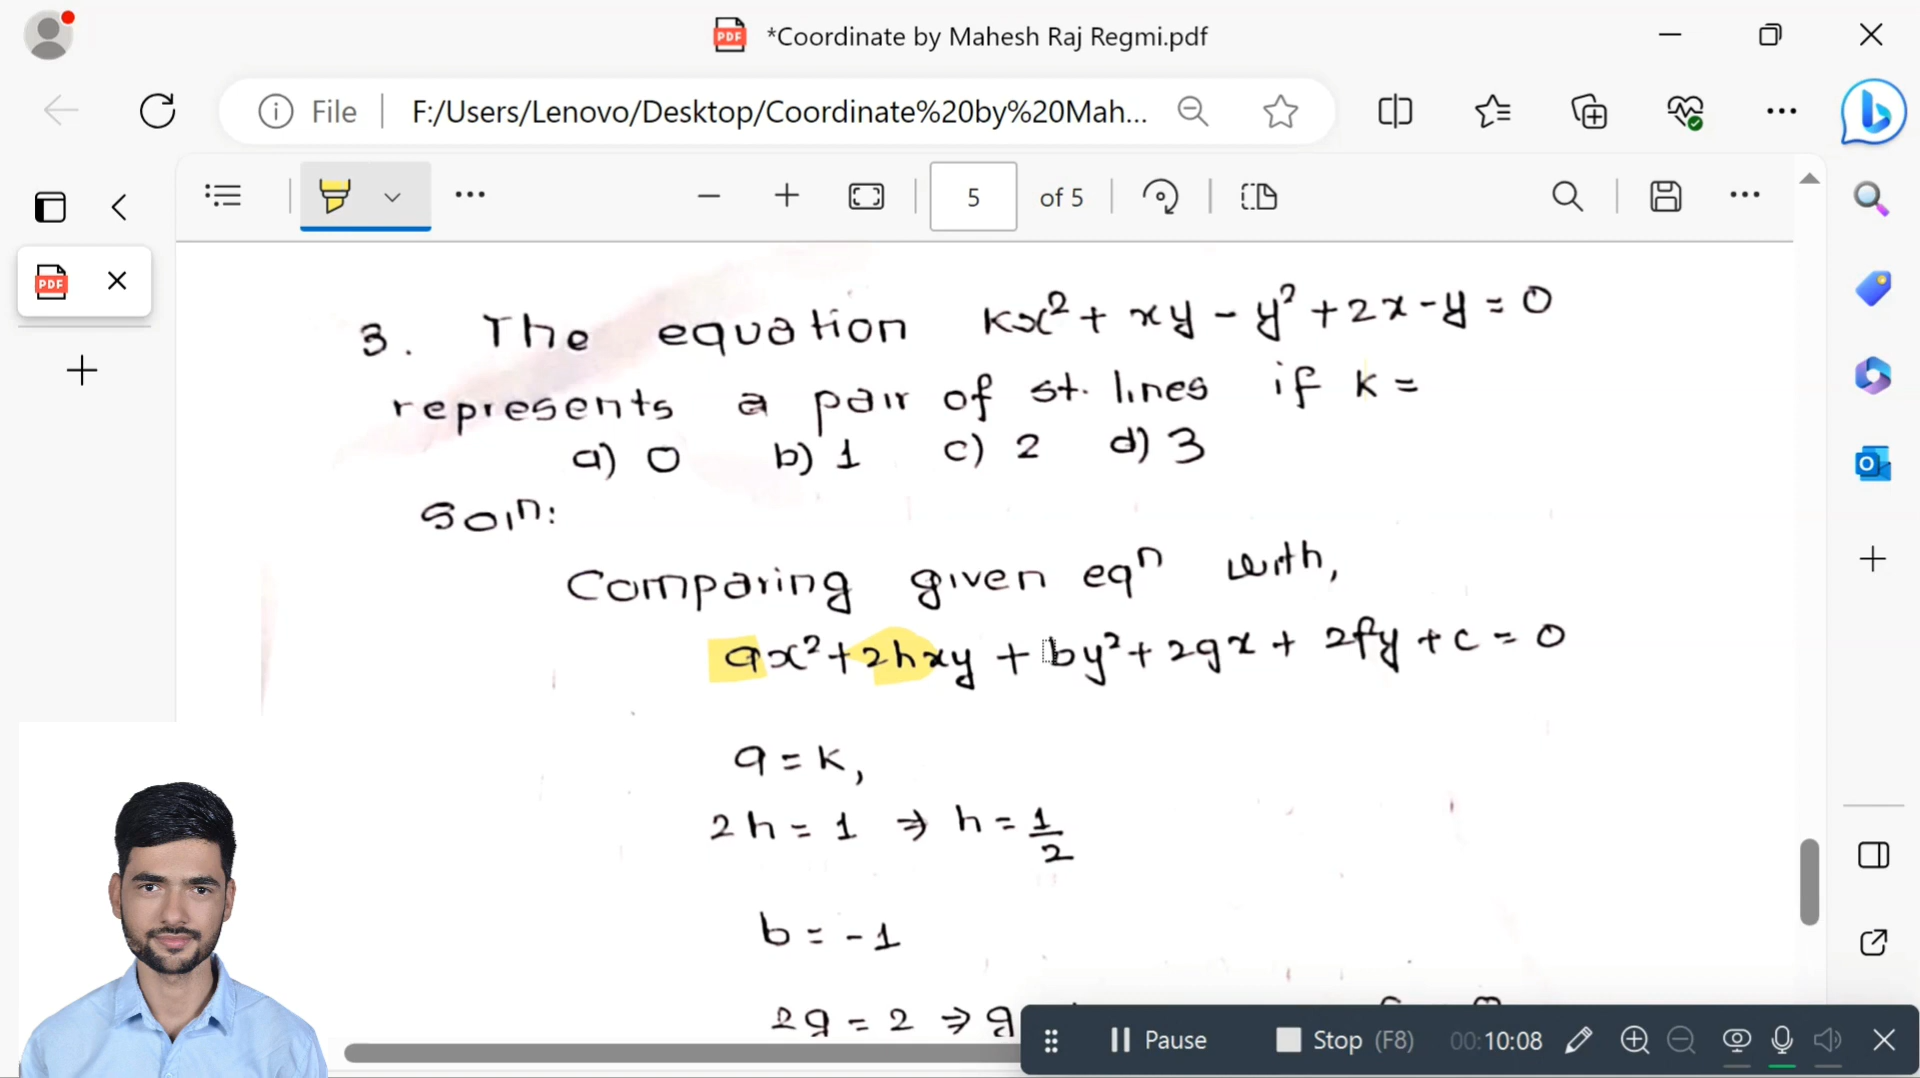 *Coordinate by Mahesh Raj Regmi.pdf
File
F:/Users/Lenovo/Desktop/Coordinate%20by%20Mah...
5 of 5
3. The equation kx² + xy - y² + 2x - y = 0
represents a pair of st. lines if k =
a) 0 b) 1 c) 2 d) 3
Solⁿ:
Comparing given eqⁿ with,
ax² + 2hxy + by² + 2gx + 2fy + c = 0
a = k,
2h = 1 ⇒ h = 1/2
b = -1
2g = 2 ⇒ g
Pause Stop (F8) 00:10:08